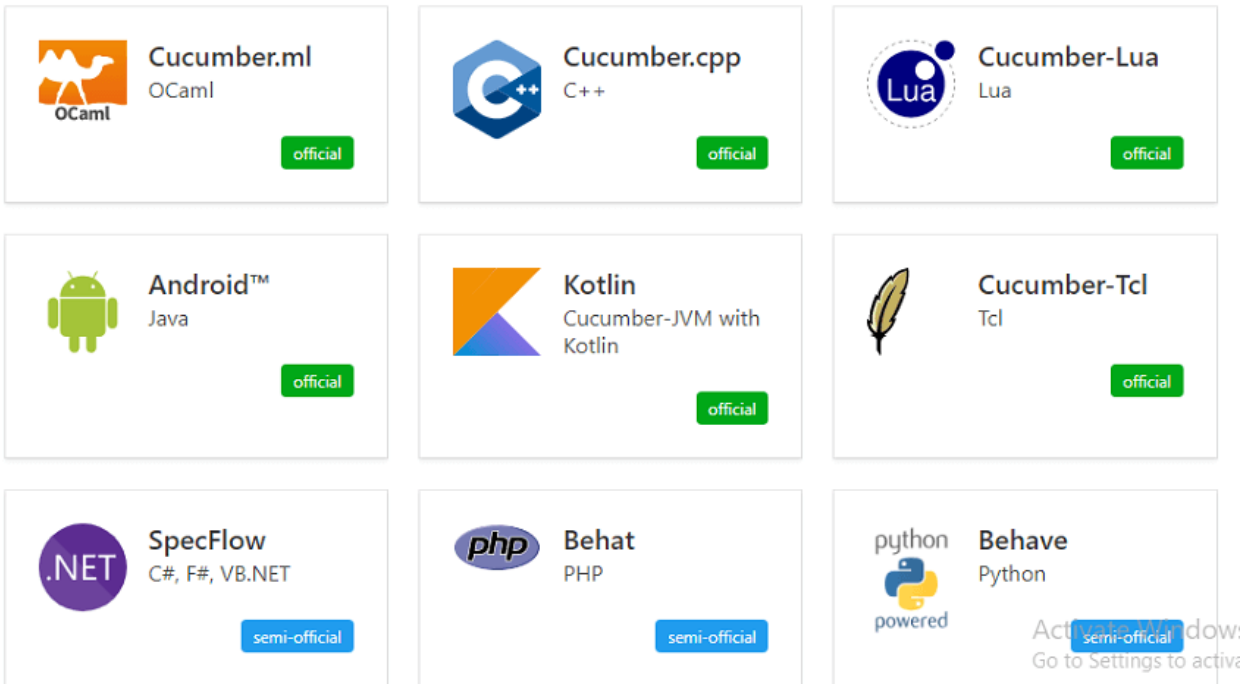 Cucumber.ml
OCaml
OCaml
official
Cucumber.cpp
C++
++
official
Cucumber-Lua
Lua
Lua
official
Android™
Java
official
Kotlin
Cucumber-JVM with
Kotlin
official
Cucumber-Tcl
Tcl
official
SpecFlow
.NET
C#, F#, VB.NET
semi-official
Behat
php
PHP
semi-official
python
powered
Behave
Python
semi-official
Activate Windows
Go to Settings to activa